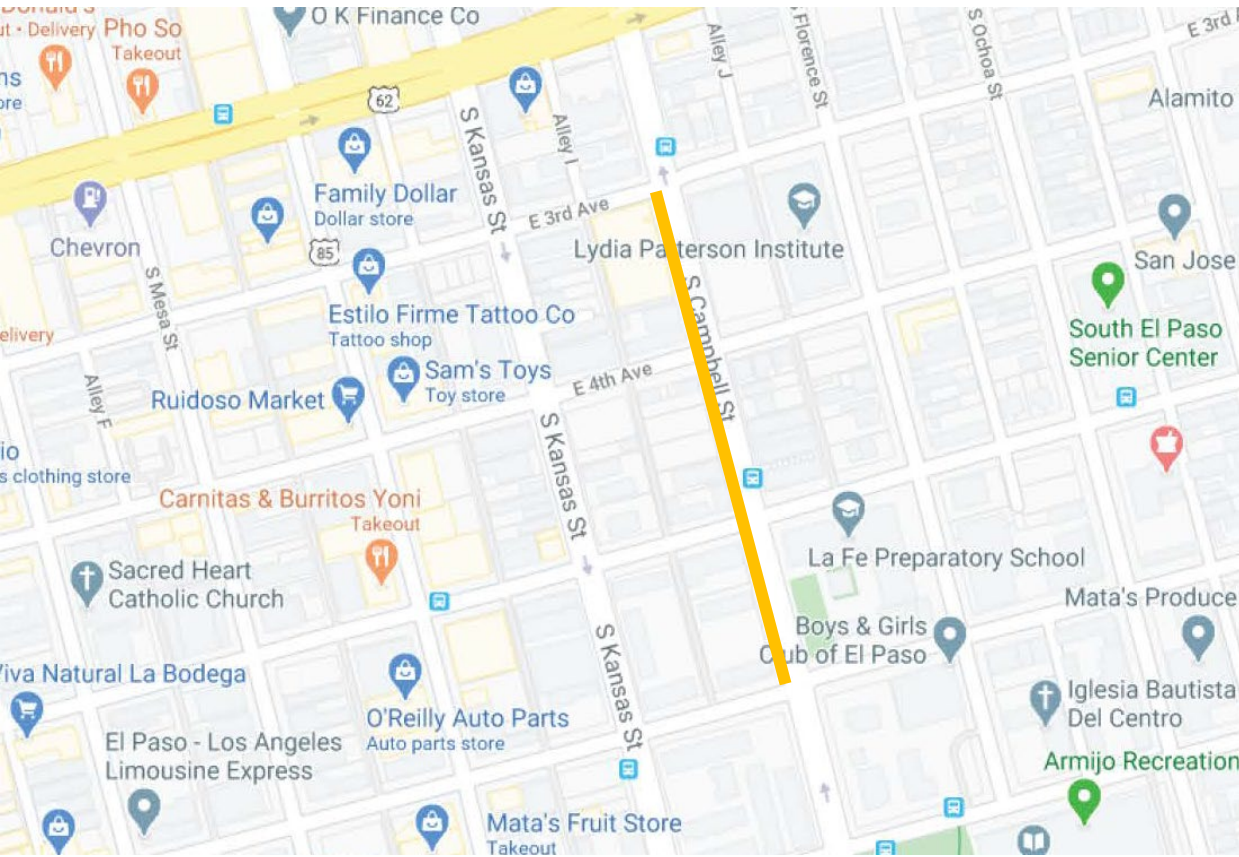 O K Finance Co
ut • Delivery
Pho So
Takeout
62
Alley J
S Florence St
S Ochoa St
E 3rd
Alamito
S Kansas St
Alley I
Family Dollar
Dollar store
E 3rd Ave
Lydia Patterson Institute
Chevron
85
S Mesa St
San Jose
Estilo Firme Tattoo Co
Tattoo shop
S Campbell St
South El Paso
Senior Center
elivery
Sam's Toys
Toy store
E 4th Ave
Ruidoso Market
Alley F
S Kansas St
io
s clothing store
Carnitas & Burritos Yoni
Takeout
La Fe Preparatory School
Sacred Heart
Catholic Church
Mata's Produce
Boys & Girls
Club of El Paso
S Kansas St
Viva Natural La Bodega
Iglesia Bautista
Del Centro
O'Reilly Auto Parts
Auto parts store
El Paso - Los Angeles
Limousine Express
Armijo Recreation
Mata's Fruit Store
Takeout